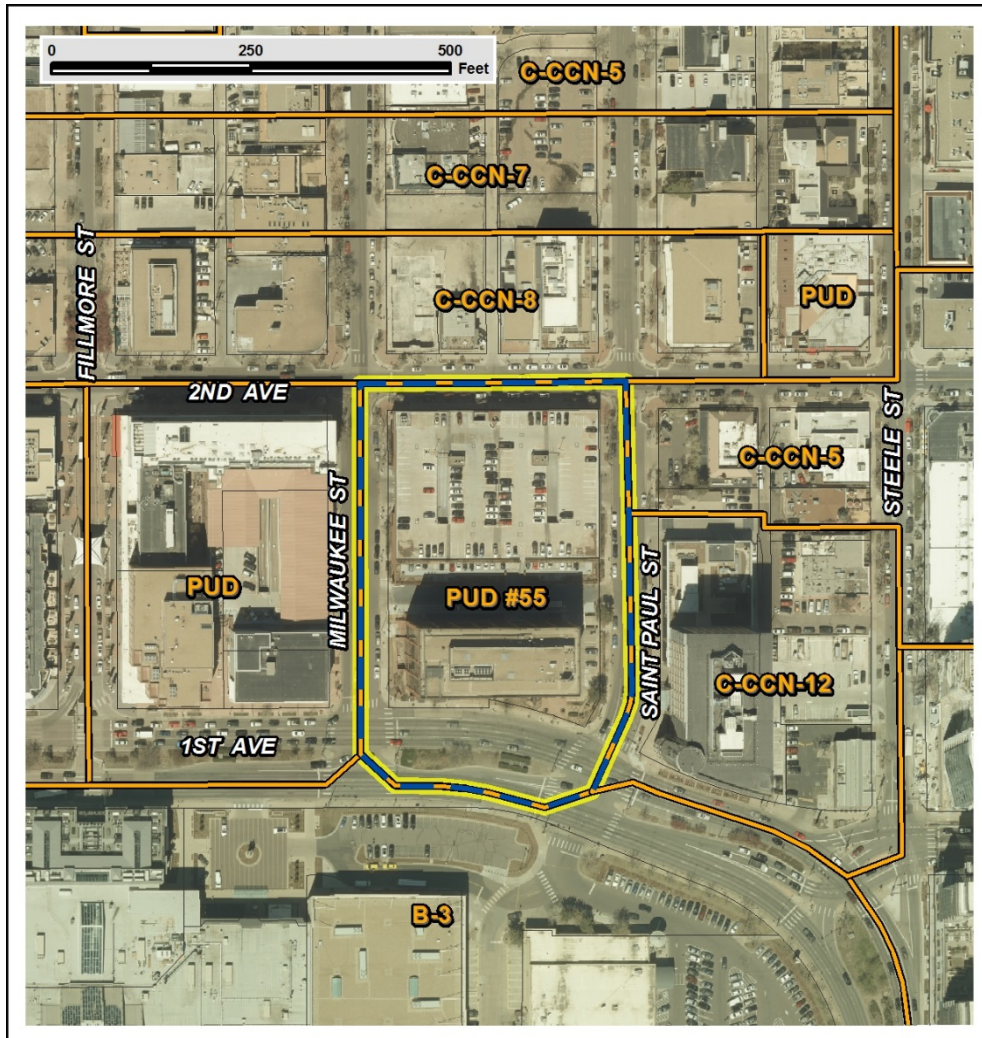 0 250 500
Feet
C-CCN-5
C-CCN-7
FILLMORE ST
C-CCN-8
PUD
2ND AVE
C-CCN-5
STEELE ST
MILWAUKEE ST
PUD
PUD #55
SAINT PAUL ST
C-CCN-12
1ST AVE
B-3